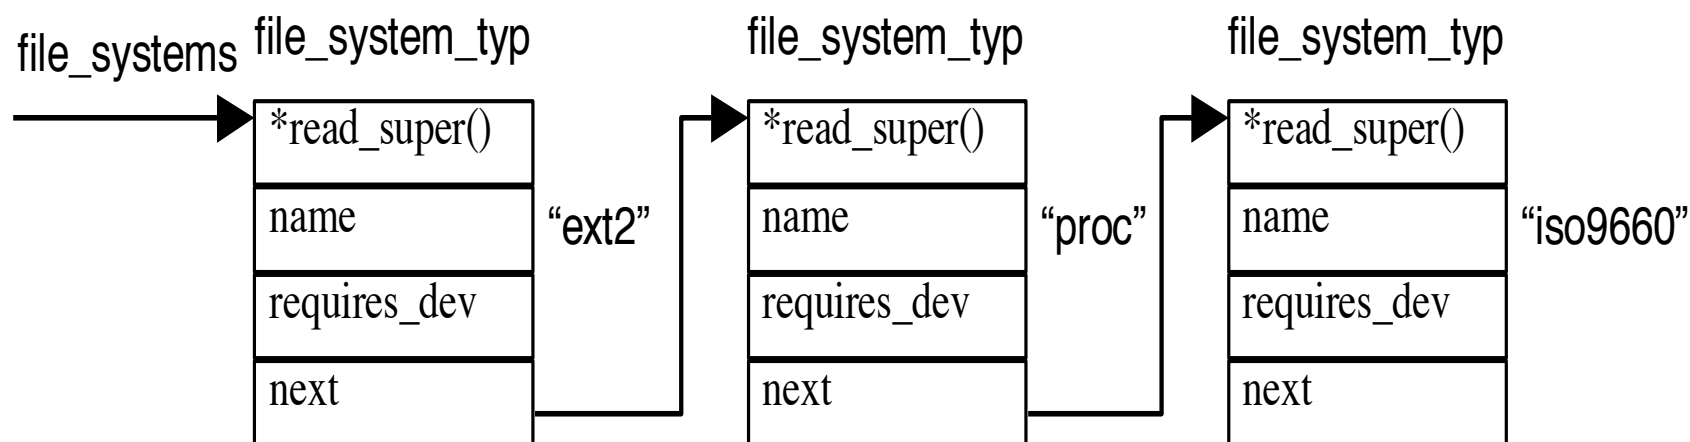 file_systems
file_system_typ
file_system_typ
file_system_typ
*read_super()
*read_super()
*read_super()
name
“ext2”
name
“proc”
name
“iso9660”
requires_dev
requires_dev
requires_dev
next
next
next